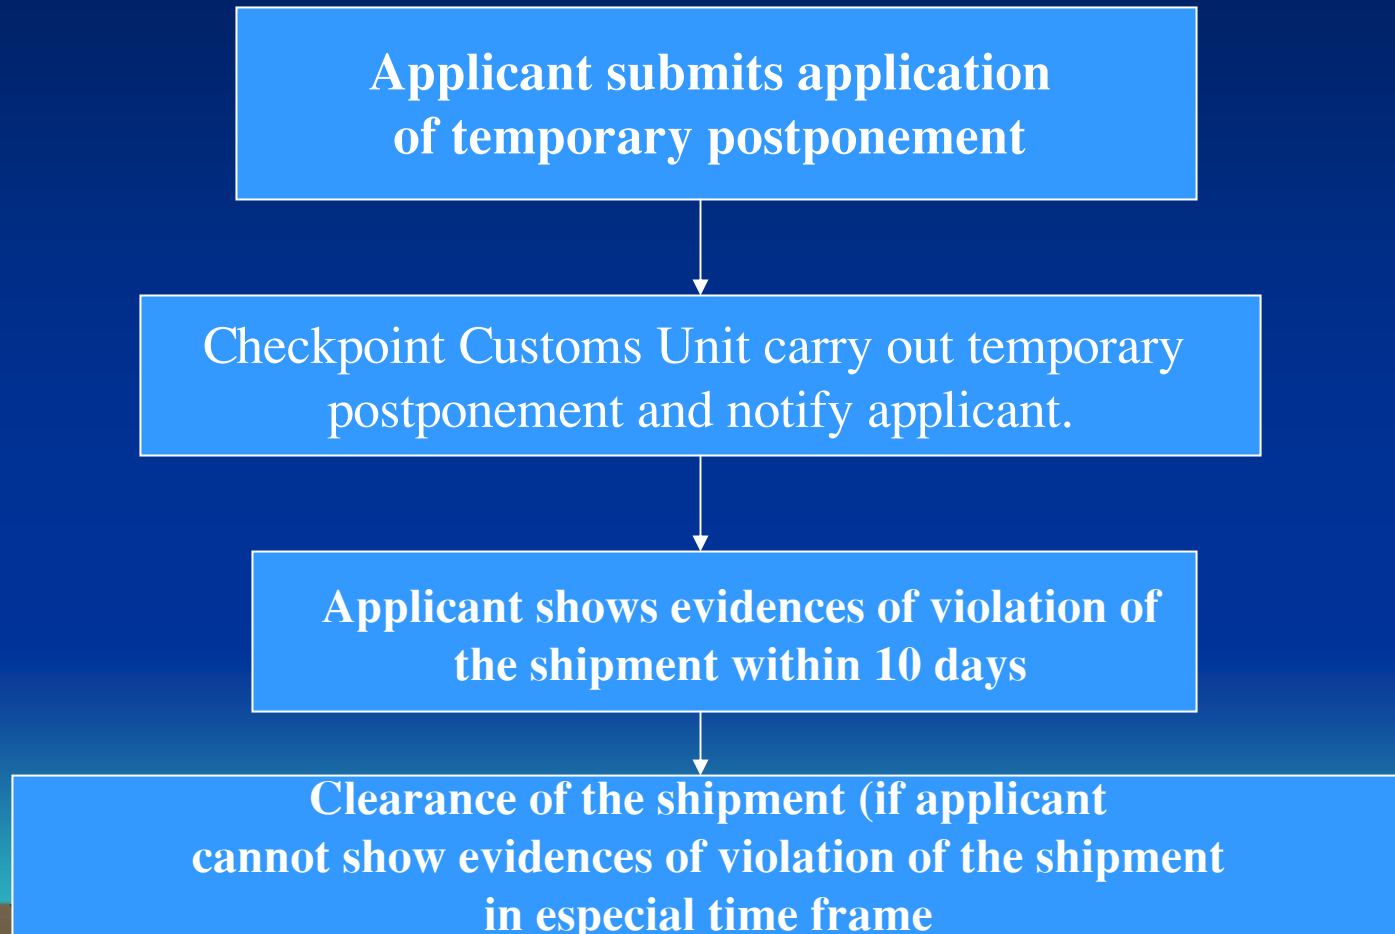 Applicant submits application
of temporary postponement
Checkpoint Customs Unit carry out temporary
postponement and notify applicant.
Applicant shows evidences of violation of
the shipment within 10 days
Clearance of the shipment (if applicant
cannot show evidences of violation of the shipment
in especial time frame